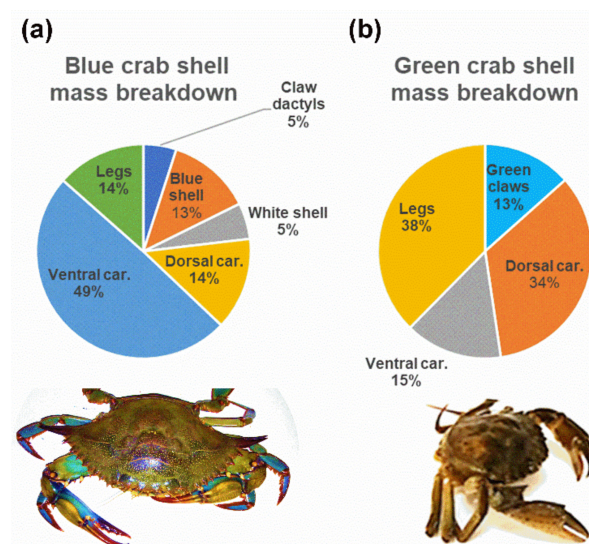 (a)
Blue crab shell
mass breakdown
Claw
dactyls
5%
Legs
14%
Blue
shell
13%
White shell
5%
Dorsal car.
14%
Ventral car.
49%
(b)
Green crab shell
mass breakdown
Green
claws
13%
Legs
38%
Dorsal car.
34%
Ventral car.
15%